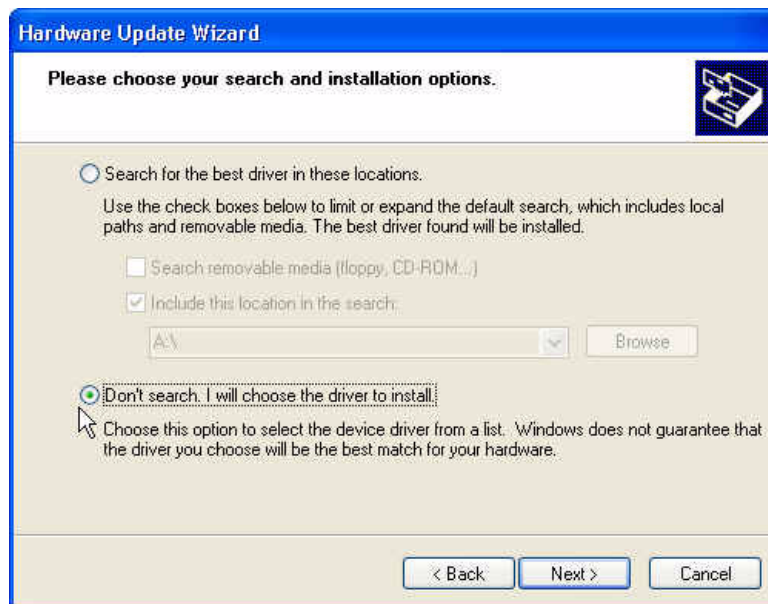 Hardware Update Wizard
Please choose your search and installation options.
Search for the best driver in these locations.
Use the check boxes below to limit or expand the default search, which includes local
paths and removable media. The best driver found will be installed.
Search removable media (floppy, CD-ROM...)
Include this location in the search:
A:\ Browse
Don't search. I will choose the driver to install.
Choose this option to select the device driver from a list. Windows does not guarantee that
the driver you choose will be the best match for your hardware.
< Back Next > Cancel